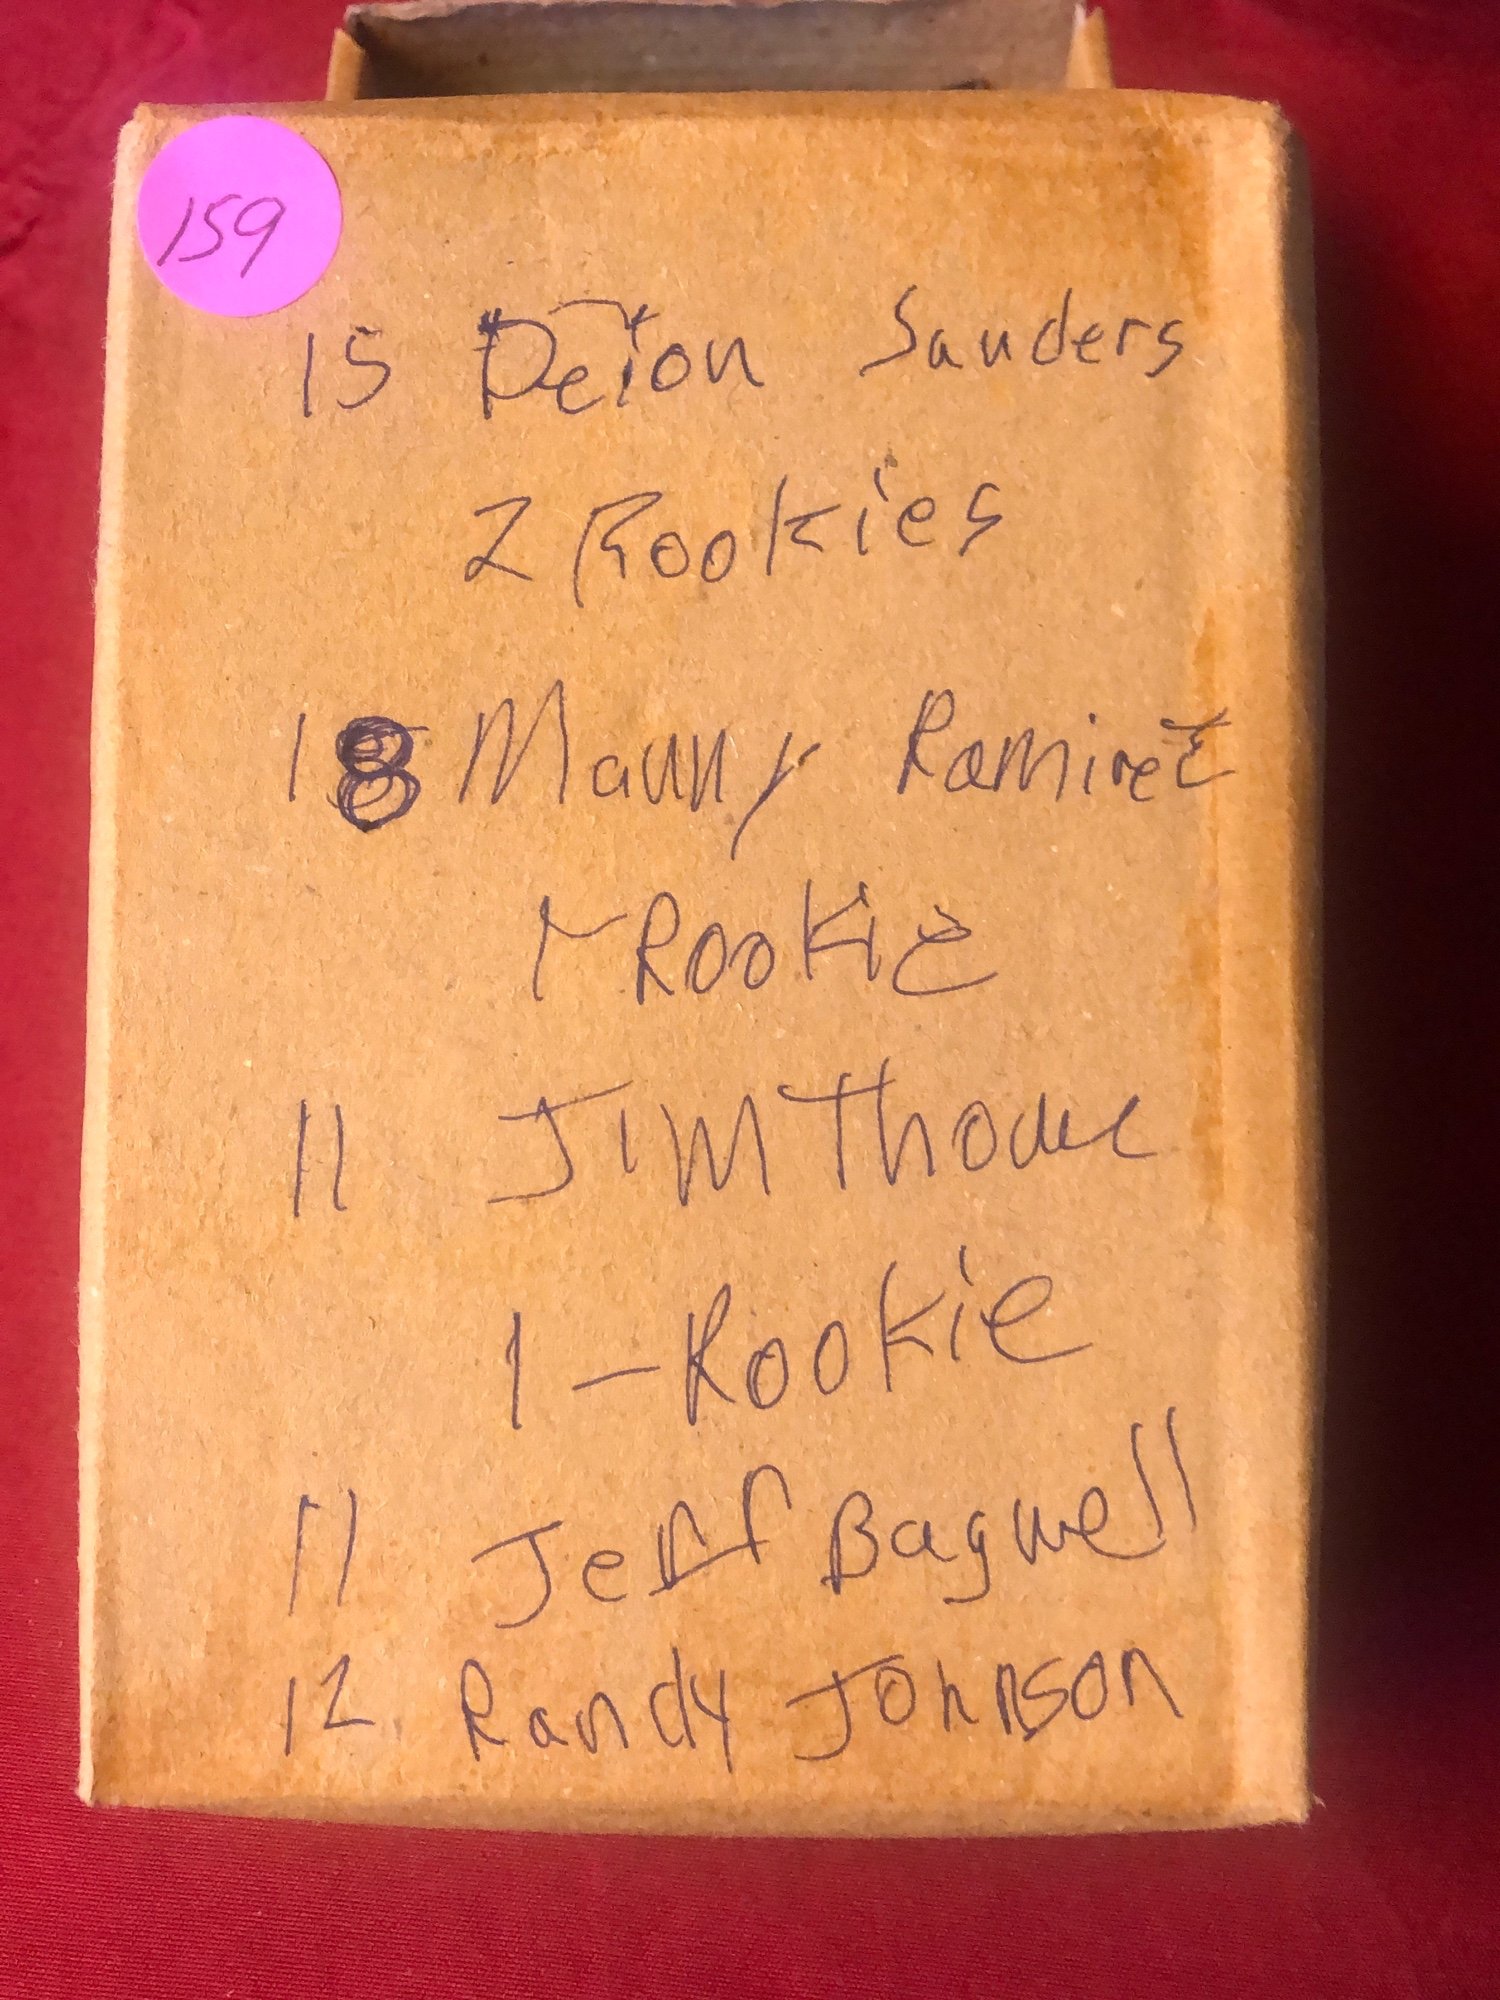 159
15 Deion Sanders
2 Rookies
18 Manny Ramirez
1-Rookie
11 Jim Thome
1-Rookie
11 Jeff Bagwell
12 Randy Johnson